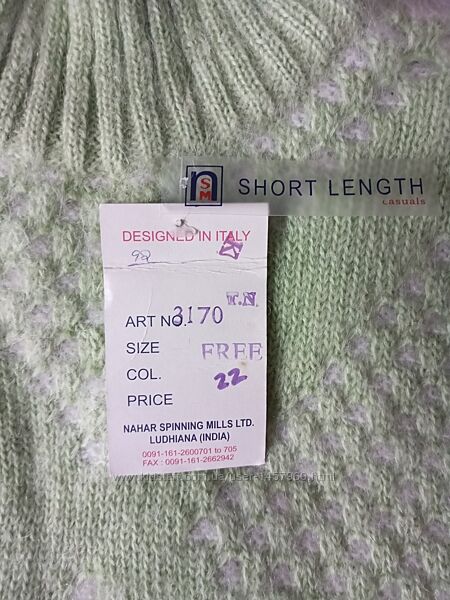 n
SM
SHORT LENGTH
casuals
DESIGNED IN ITALY
92
T.N.
ART NO. 3170
SIZE FREE
COL. 22
PRICE
NAHAR SPINNING MILLS LTD.
LUDHIANA (INDIA)
0091-161-2600701 to 705
FAX : 0091-161-2662942